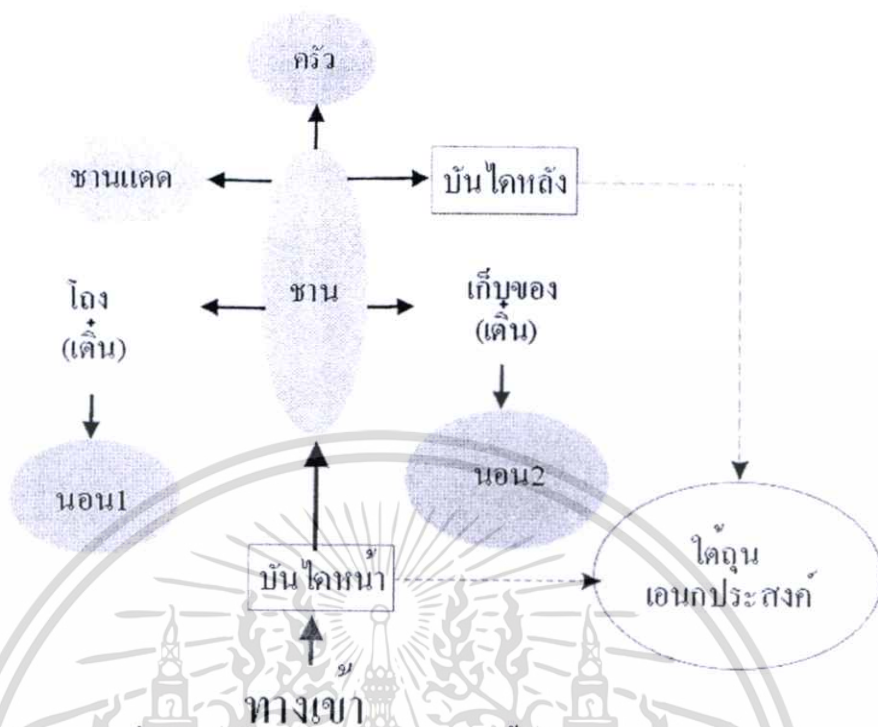 ครัว
ชานแดด
บันไดหลัง
โถง
(เติ๋น)
ชาน
เก็บของ
(เติ๋น)
นอน1
นอน2
บันไดหน้า
ใต้ถุน
เอนกประสงค์
ทางเข้า